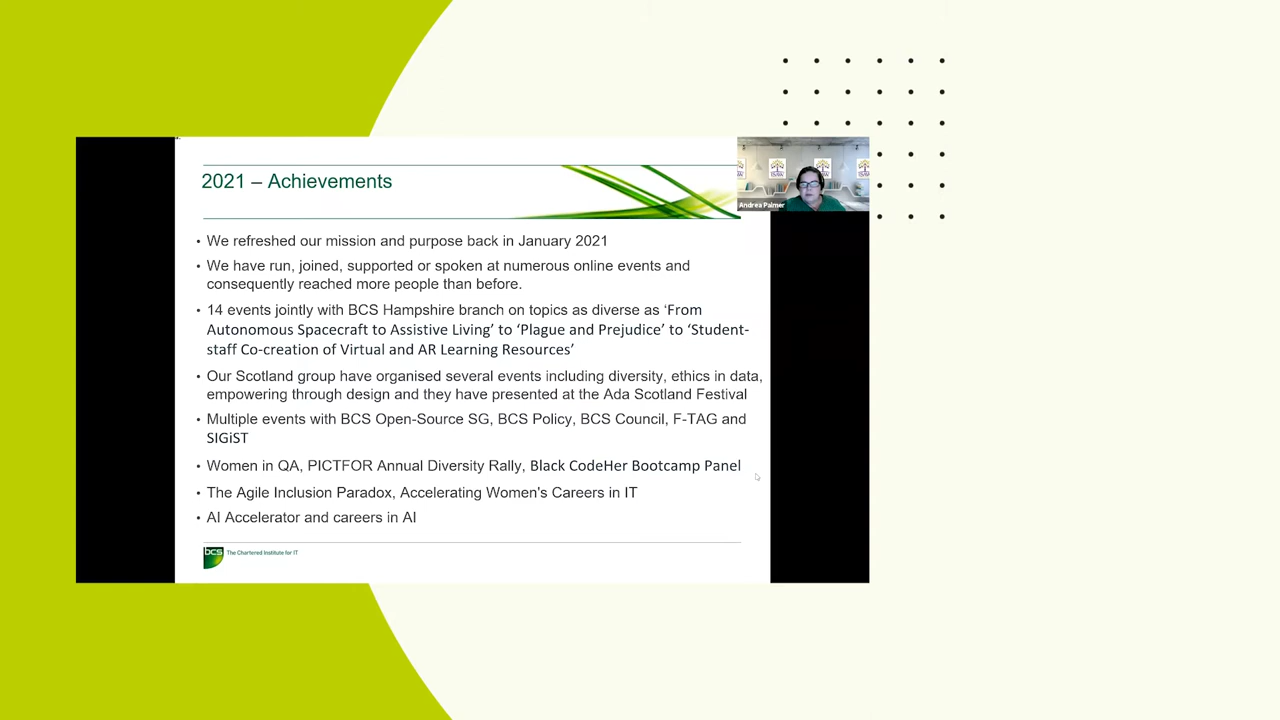 2021 – Achievements
Andrea Palmer
• We refreshed our mission and purpose back in January 2021
• We have run, joined, supported or spoken at numerous online events and
consequently reached more people than before.
• 14 events jointly with BCS Hampshire branch on topics as diverse as ‘From
Autonomous Spacecraft to Assistive Living’ to ‘Plague and Prejudice’ to ‘Student-
staff Co-creation of Virtual and AR Learning Resources’
• Our Scotland group have organised several events including diversity, ethics in data,
empowering through design and they have presented at the Ada Scotland Festival
• Multiple events with BCS Open-Source SG, BCS Policy, BCS Council, F-TAG and
SIGiST
• Women in QA, PICTFOR Annual Diversity Rally, Black CodeHer Bootcamp Panel
• The Agile Inclusion Paradox, Accelerating Women's Careers in IT
• AI Accelerator and careers in AI
bcs The Chartered Institute for IT